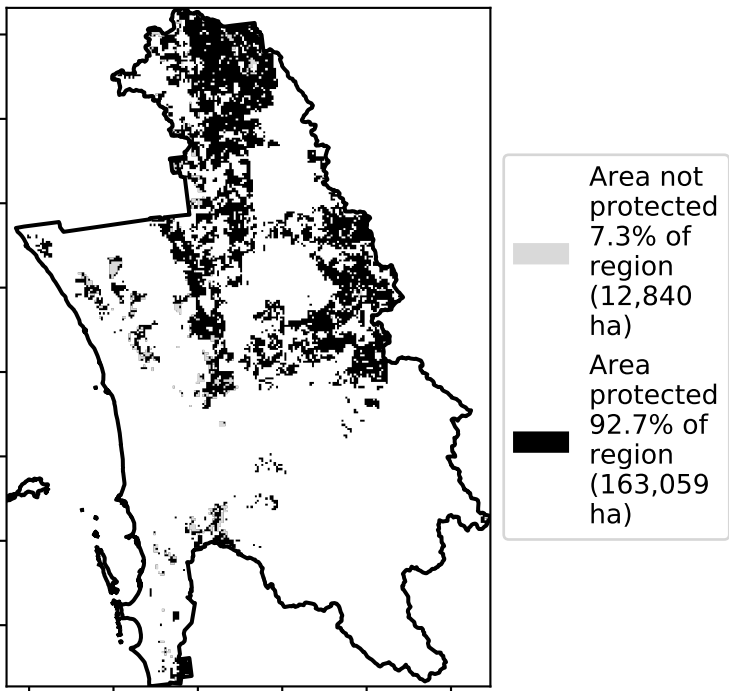 Area not
protected
7.3% of
region
(12,840
ha)
Area
protected
92.7% of
region
(163,059
ha)